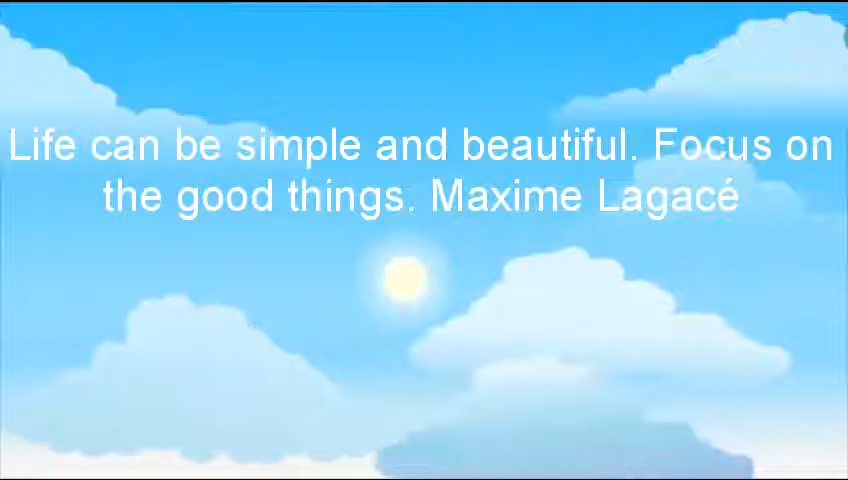 Life can be simple and beautiful. Focus on
the good things. Maxime Lagacé